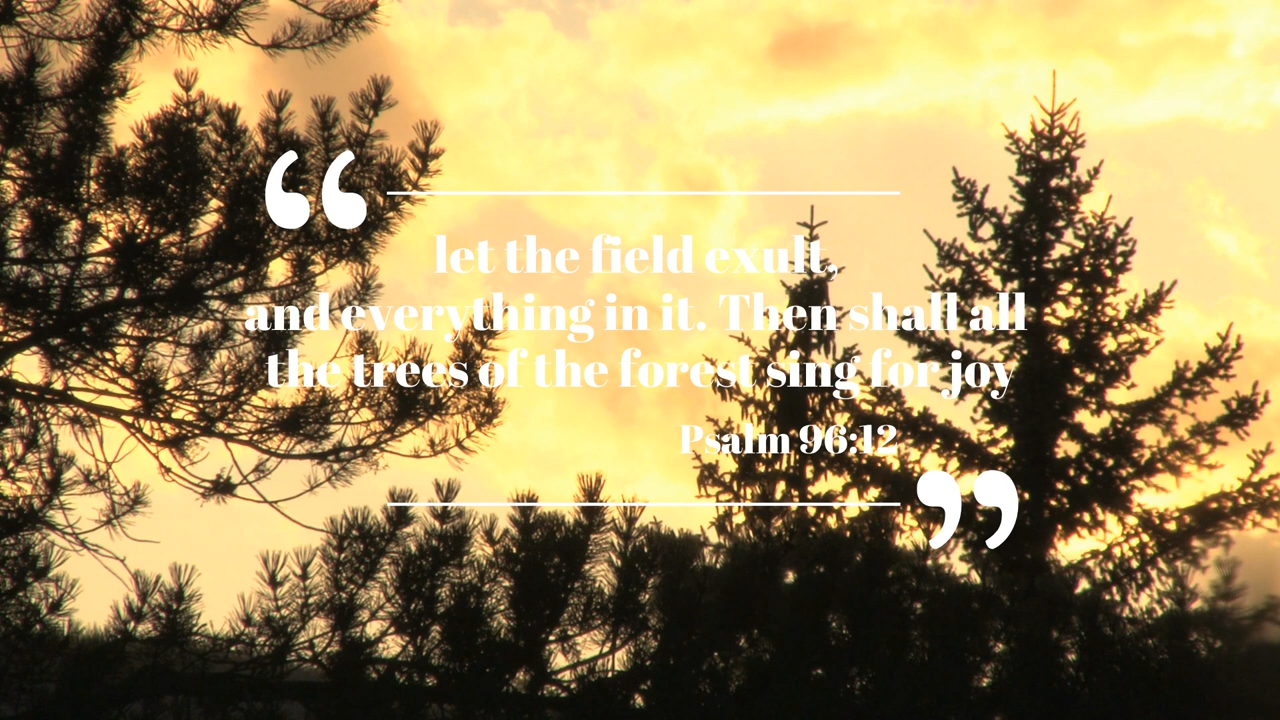 “
let the field exult,
and everything in it. Then shall all
the trees of the forest sing for joy
Psalm 96:12
”